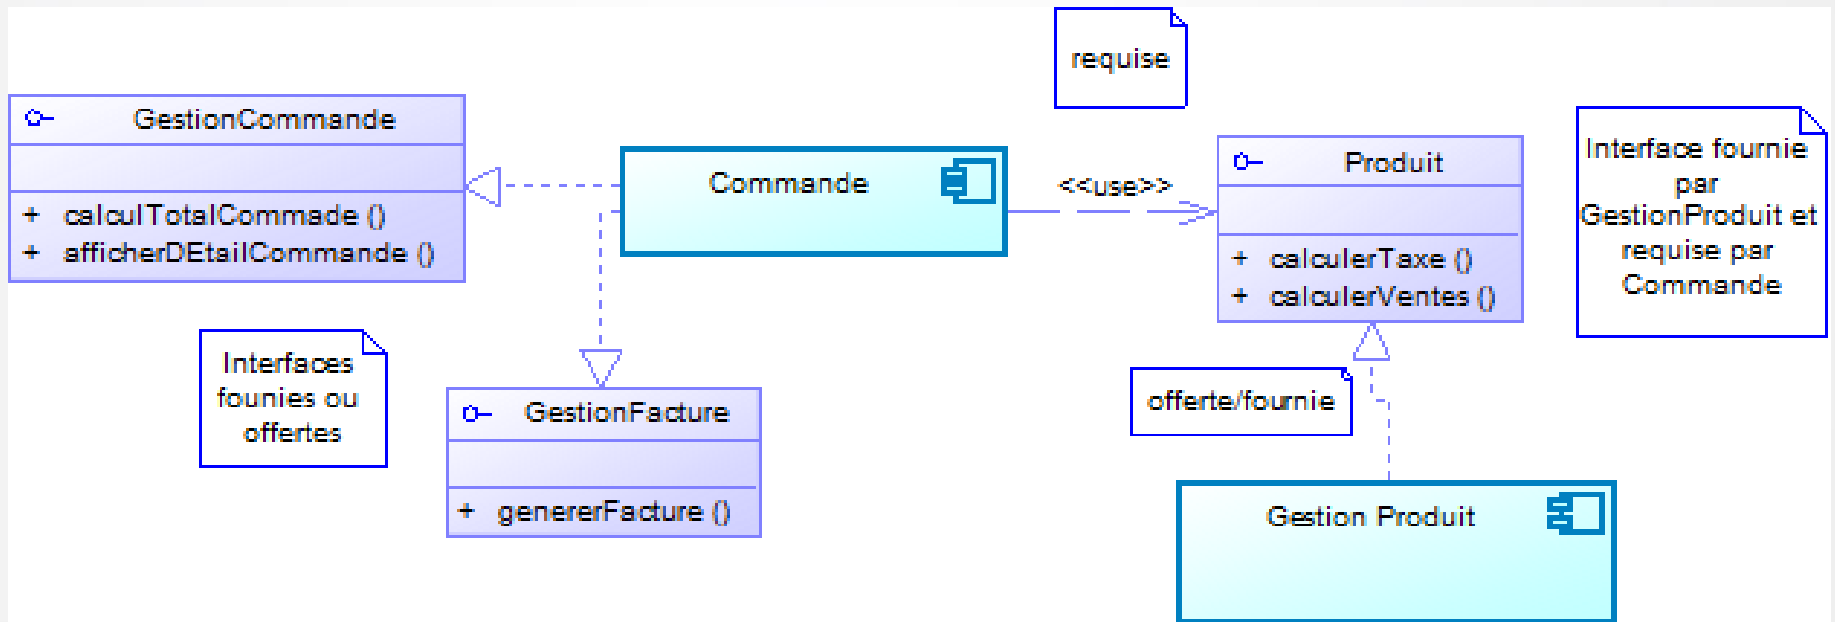 requise
GestionCommande
+ calculTotalCommade ()
+ afficherDEtailCommande ()
Commande
<<use>>
Produit
+ calculerTaxe ()
+ calculerVentes ()
Interface fournie
par
GestionProduit et
requise par
Commande
Interfaces
founies ou
offertes
GestionFacture
+ genererFacture ()
offerte/fournie
Gestion Produit